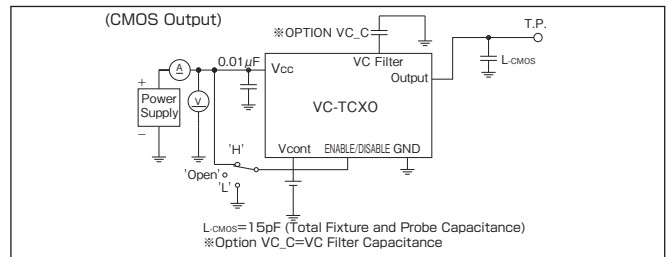 (CMOS Output)
※OPTION VC_C
T.P.
A
0.01μF
Vcc
VC Filter
Output
L-CMOS
+
Power
Supply
−
V
VC-TCXO
Vcont
ENABLE/DISABLE
GND
'H'
'Open'
'L'
L-CMOS=15pF (Total Fixture and Probe Capacitance)
※Option VC_C=VC Filter Capacitance